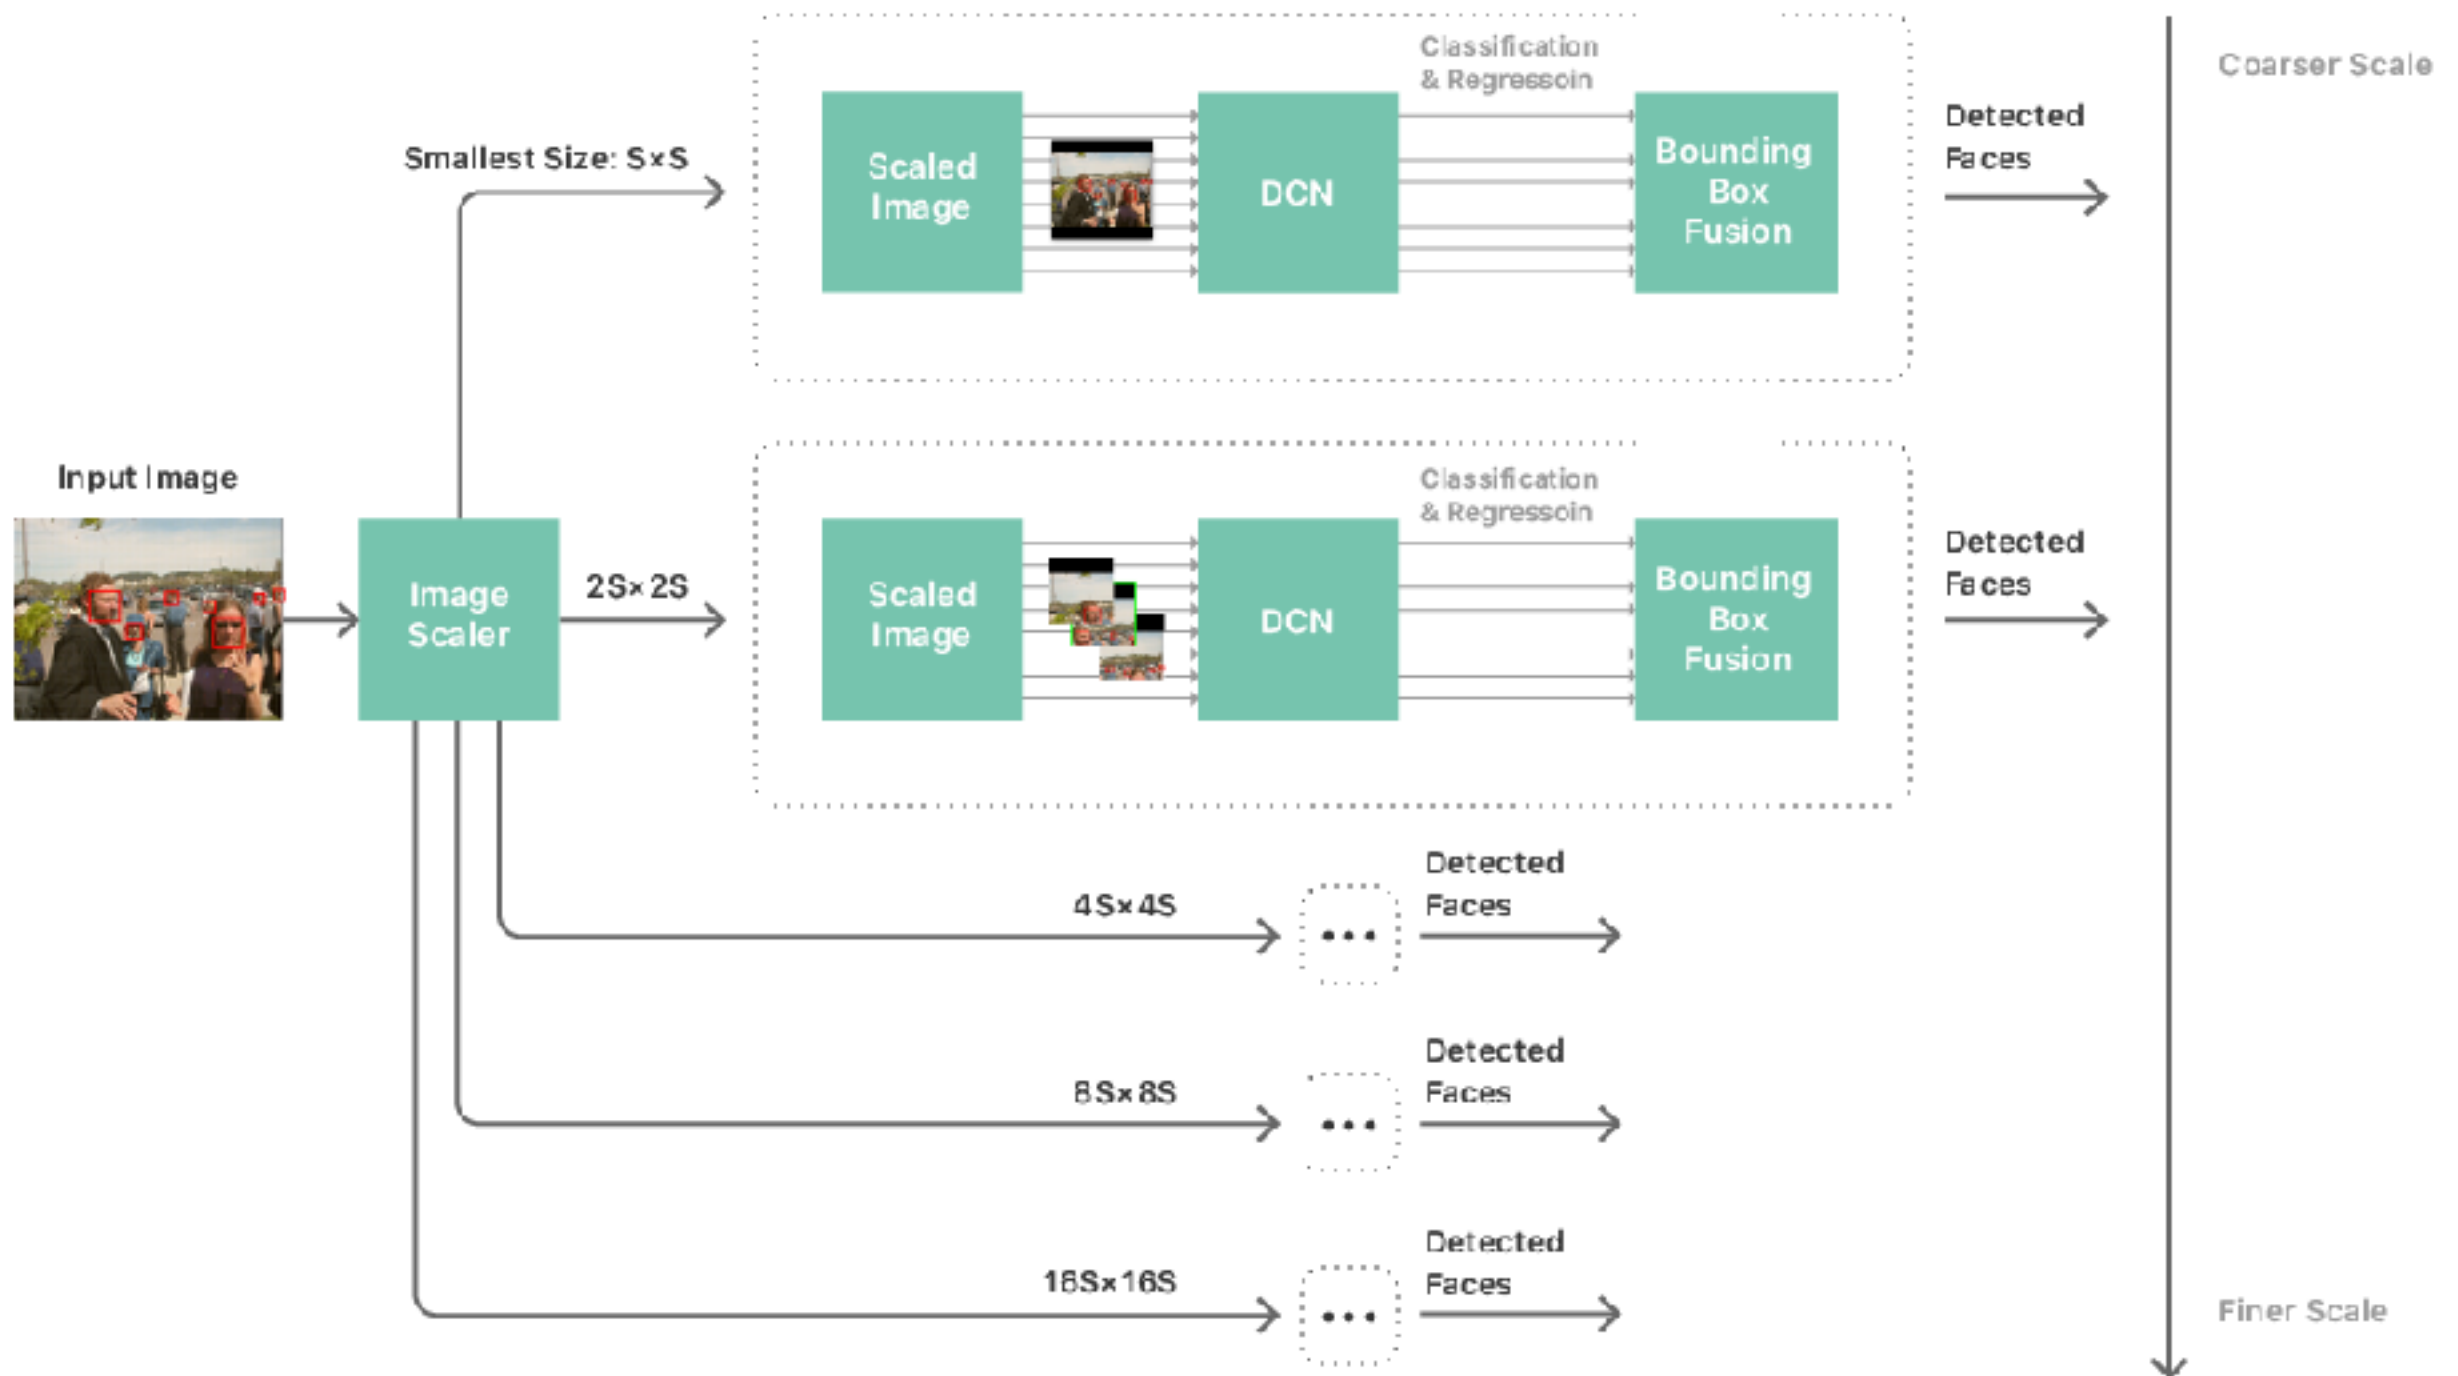 Classification
& Regressoin
Coarser Scale
Smallest Size: S×S
Scaled
Image
DCN
Bounding
Box
Fusion
Detected
Faces
Input Image
Image
Scaler
2S×2S
Classification
& Regressoin
Scaled
Image
DCN
Bounding
Box
Fusion
Detected
Faces
4S×4S
•••
Detected
Faces
8S×8S
•••
Detected
Faces
16S×16S
•••
Detected
Faces
Finer Scale